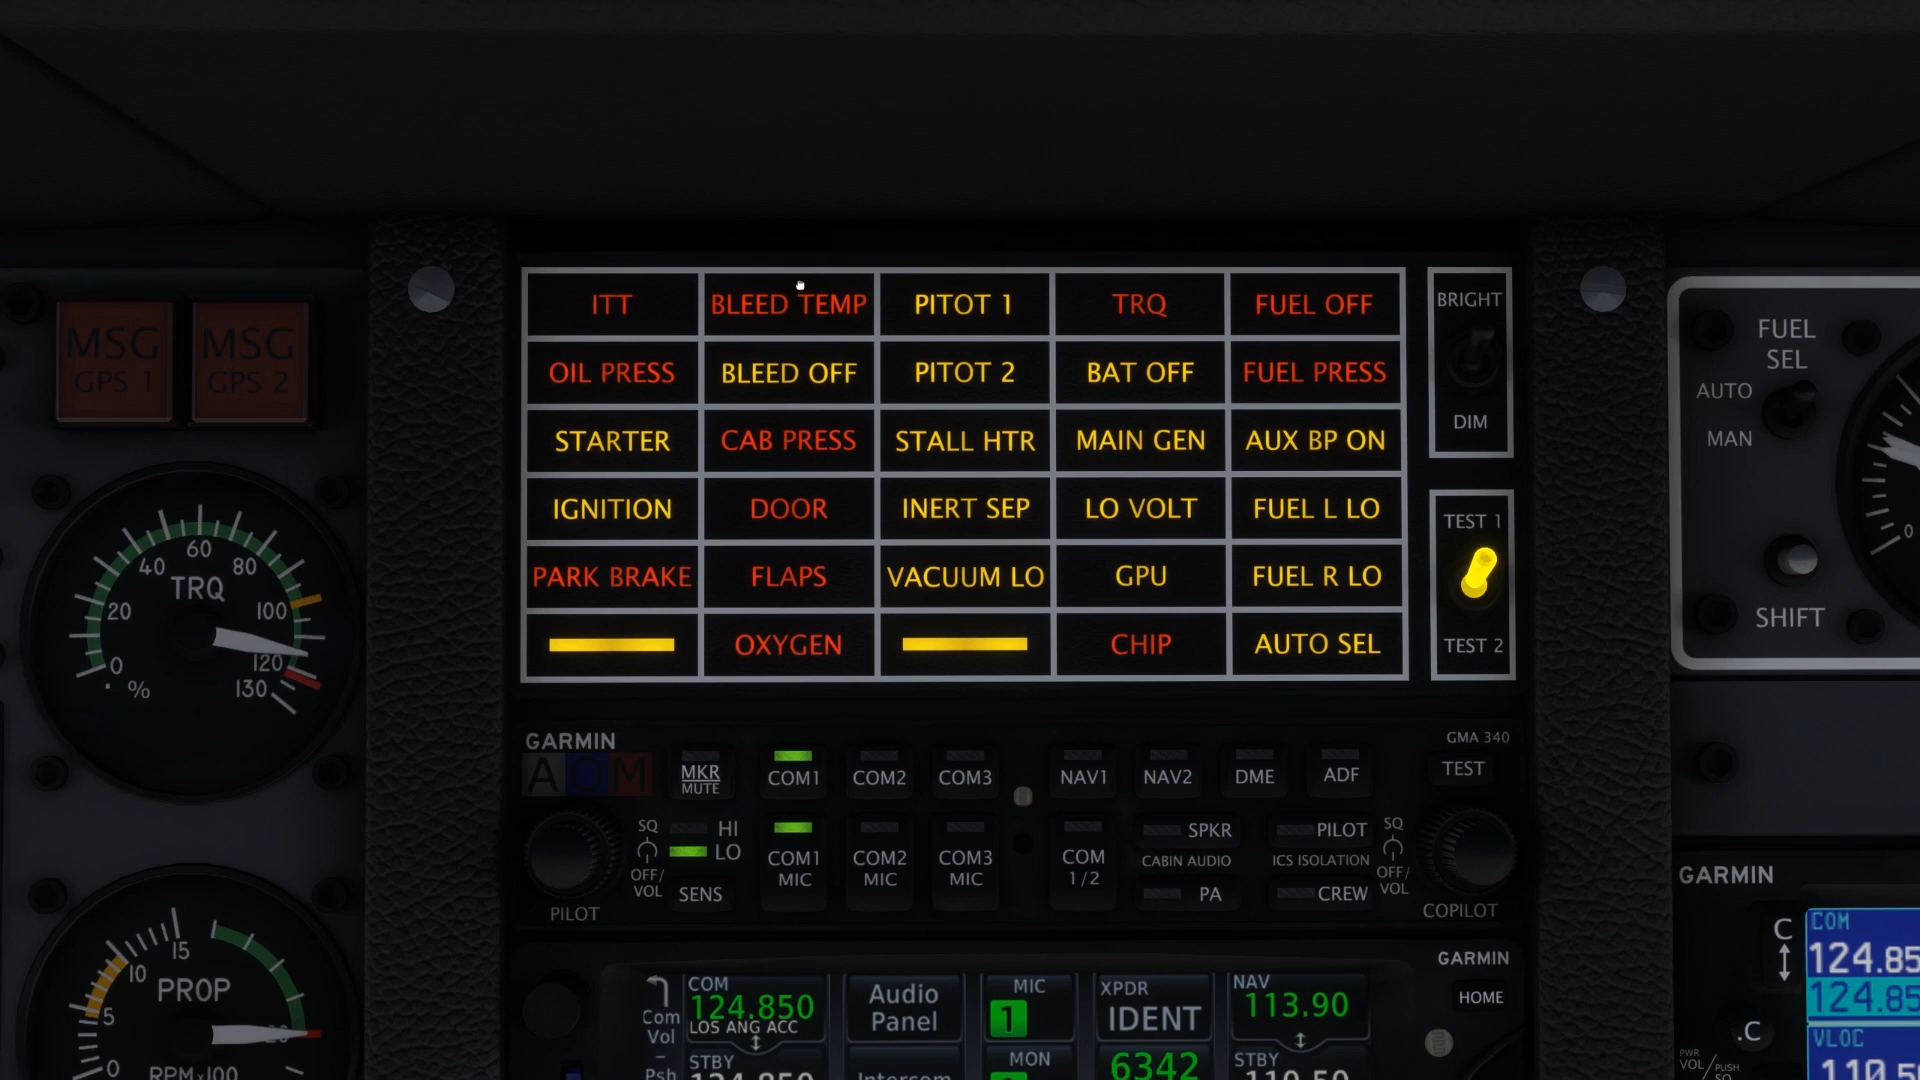 MSG
GPS 1
MSG
GPS 2
ITT
BLEED TEMP
PITOT 1
TRQ
FUEL OFF
OIL PRESS
BLEED OFF
PITOT 2
BAT OFF
FUEL PRESS
STARTER
CAB PRESS
STALL HTR
MAIN GEN
AUX BP ON
IGNITION
DOOR
INERT SEP
LO VOLT
FUEL L LO
PARK BRAKE
FLAPS
VACUUM LO
GPU
FUEL R LO
OXYGEN
CHIP
AUTO SEL
BRIGHT
DIM
TEST 1
TEST 2
FUEL
SEL
AUTO
MAN
SHIFT
0
TRQ
0
20
40
60
80
100
120
130
%
PROP
0
5
10
15
20
RPM x100
GARMIN
GMA 340
AOM
MKR
MUTE
COM1
COM2
COM3
NAV1
NAV2
DME
ADF
TEST
SQ
OFF/
VOL
PILOT
HI
LO
SENS
COM1
MIC
COM2
MIC
COM3
MIC
COM
1/2
SPKR
CABIN AUDIO
PA
PILOT
ICS ISOLATION
CREW
SQ
OFF/
VOL
COPILOT
GARMIN
HOME
Com
Vol
–
Psh
COM
124.850
LOS ANG ACC
STBY
124.850
Audio
Panel
Intercom
MIC
1
MON
XPDR
IDENT
6342
NAV
113.90
STBY
110.50
GARMIN
C
COM
124.85
124.85
.C
VLOC
110.5
PWR
VOL
PUSH
SQ